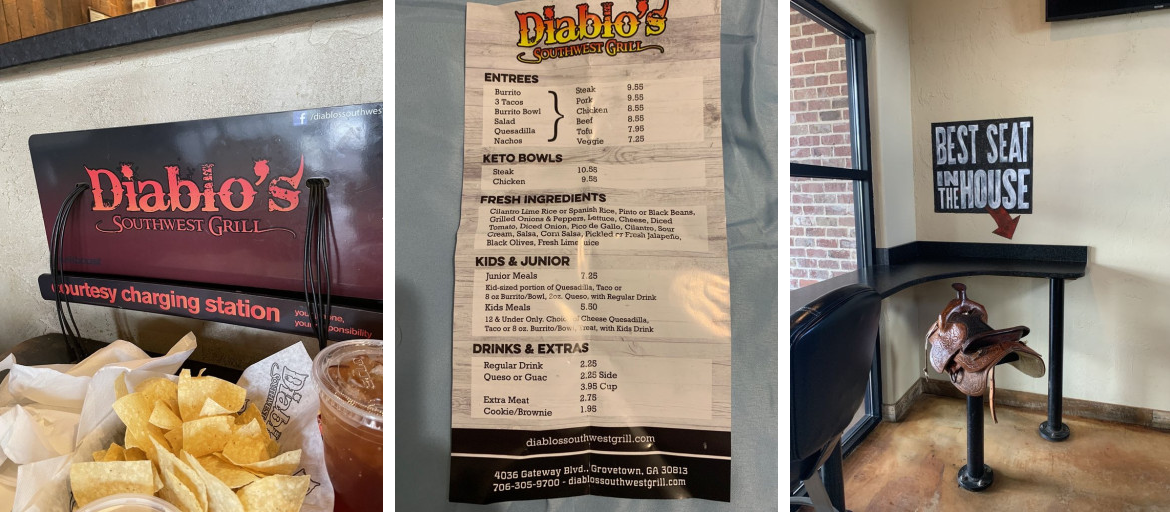 /diablossouthwest
Diablo's
SOUTHWEST GRILL
courtesy charging station
Diablo's
SOUTHWEST GRILL
ENTREES
Burrito
3 Tacos
Burrito Bowl
Salad
Quesadilla
Nachos
Steak 9.55
Pork 9.55
Chicken 8.55
Beef 8.55
Tofu 7.95
Veggie 7.25
KETO BOWLS
Steak 10.55
Chicken 9.55
FRESH INGREDIENTS
Cilantro Lime Rice or Spanish Rice, Pinto or Black Beans,
Grilled Onions & Peppers, Lettuce, Cheese, Diced
Tomato, Diced Onion, Pico de Gallo, Cilantro, Sour
Cream, Salsa, Corn Salsa, Pickled or Fresh Jalapeño,
Black Olives, Fresh Lime Juice
KIDS & JUNIOR
Junior Meals 7.25
Kid-sized portion of Quesadilla, Taco or
8 oz Burrito/Bowl, 2oz. Queso, with Regular Drink
Kids Meals 5.50
12 & Under Only. Choice of Cheese Quesadilla,
Taco or 8 oz. Burrito/Bowl, Treat, with Kids Drink
DRINKS & EXTRAS
Regular Drink 2.25
Queso or Guac 2.25 Side
3.95 Cup
Extra Meat 2.75
Cookie/Brownie 1.95
diablossouthwestgrill.com
4036 Gateway Blvd., Grovetown, GA 30813
706-305-9700 - diablossouthwestgrill.com
BEST SEAT
IN THE HOUSE